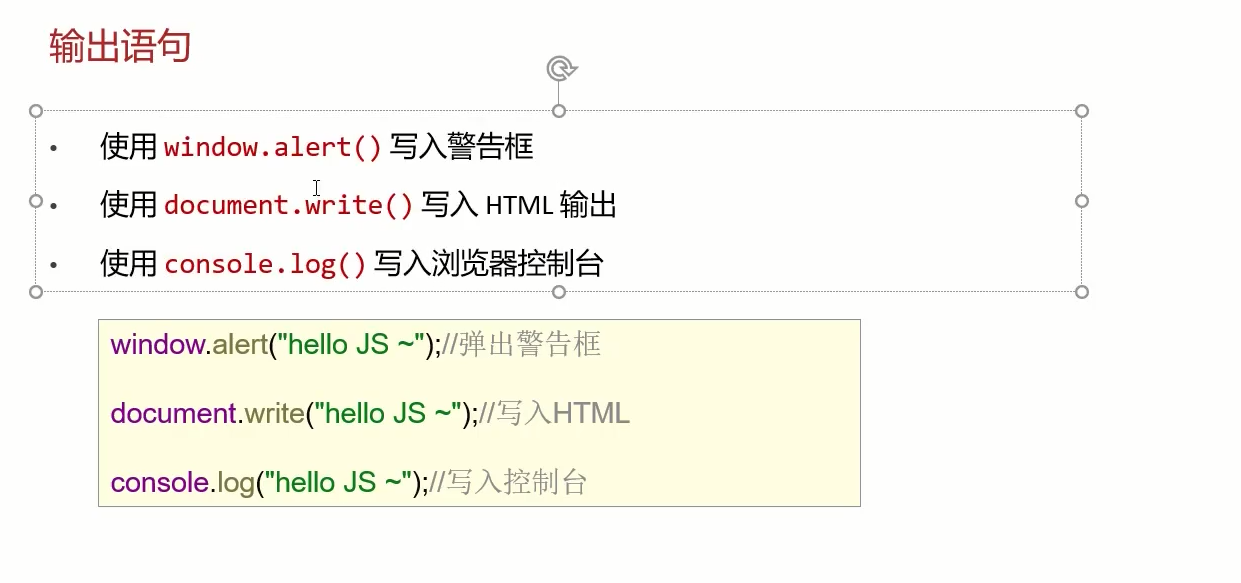 输出语句
• 使用 window.alert() 写入警告框
• 使用 document.write() 写入 HTML 输出
• 使用 console.log() 写入浏览器控制台
window.alert("hello JS ~");//弹出警告框
document.write("hello JS ~");//写入HTML
console.log("hello JS ~");//写入控制台